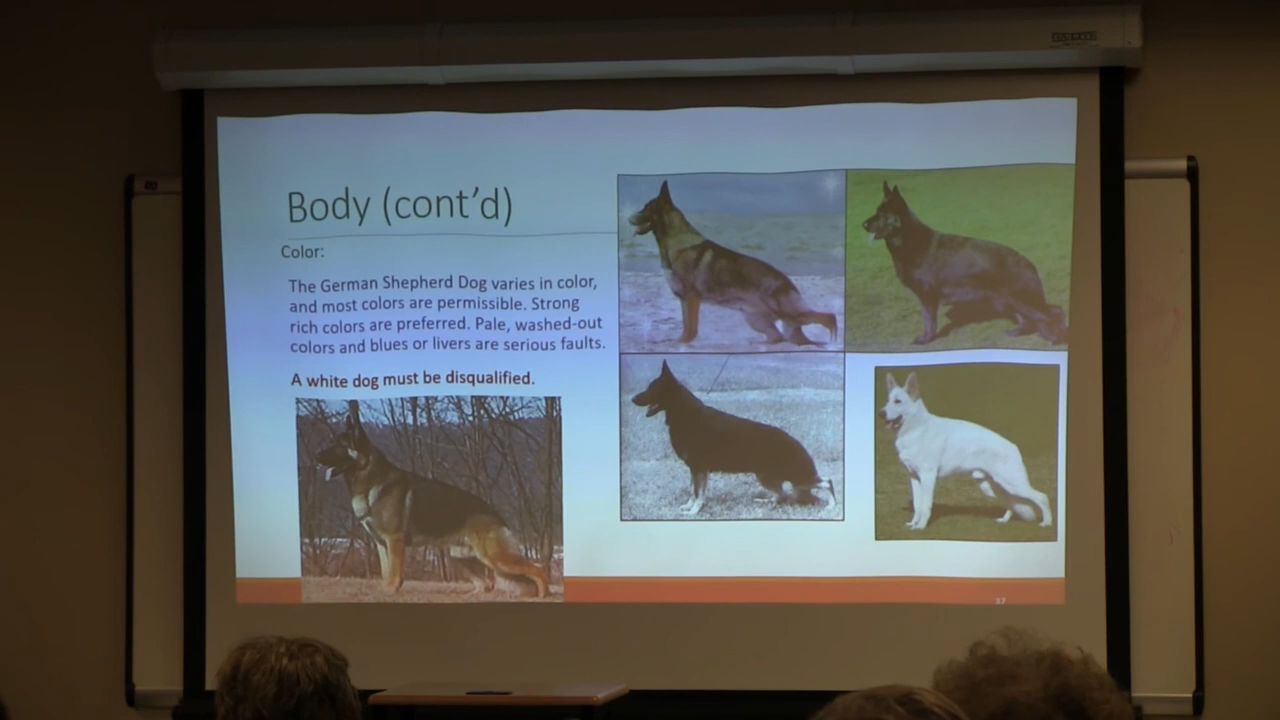 Body (cont'd)
Color:
The German Shepherd Dog varies in color,
and most colors are permissible. Strong
rich colors are preferred. Pale, washed-out
colors and blues or livers are serious faults.
A white dog must be disqualified.
37